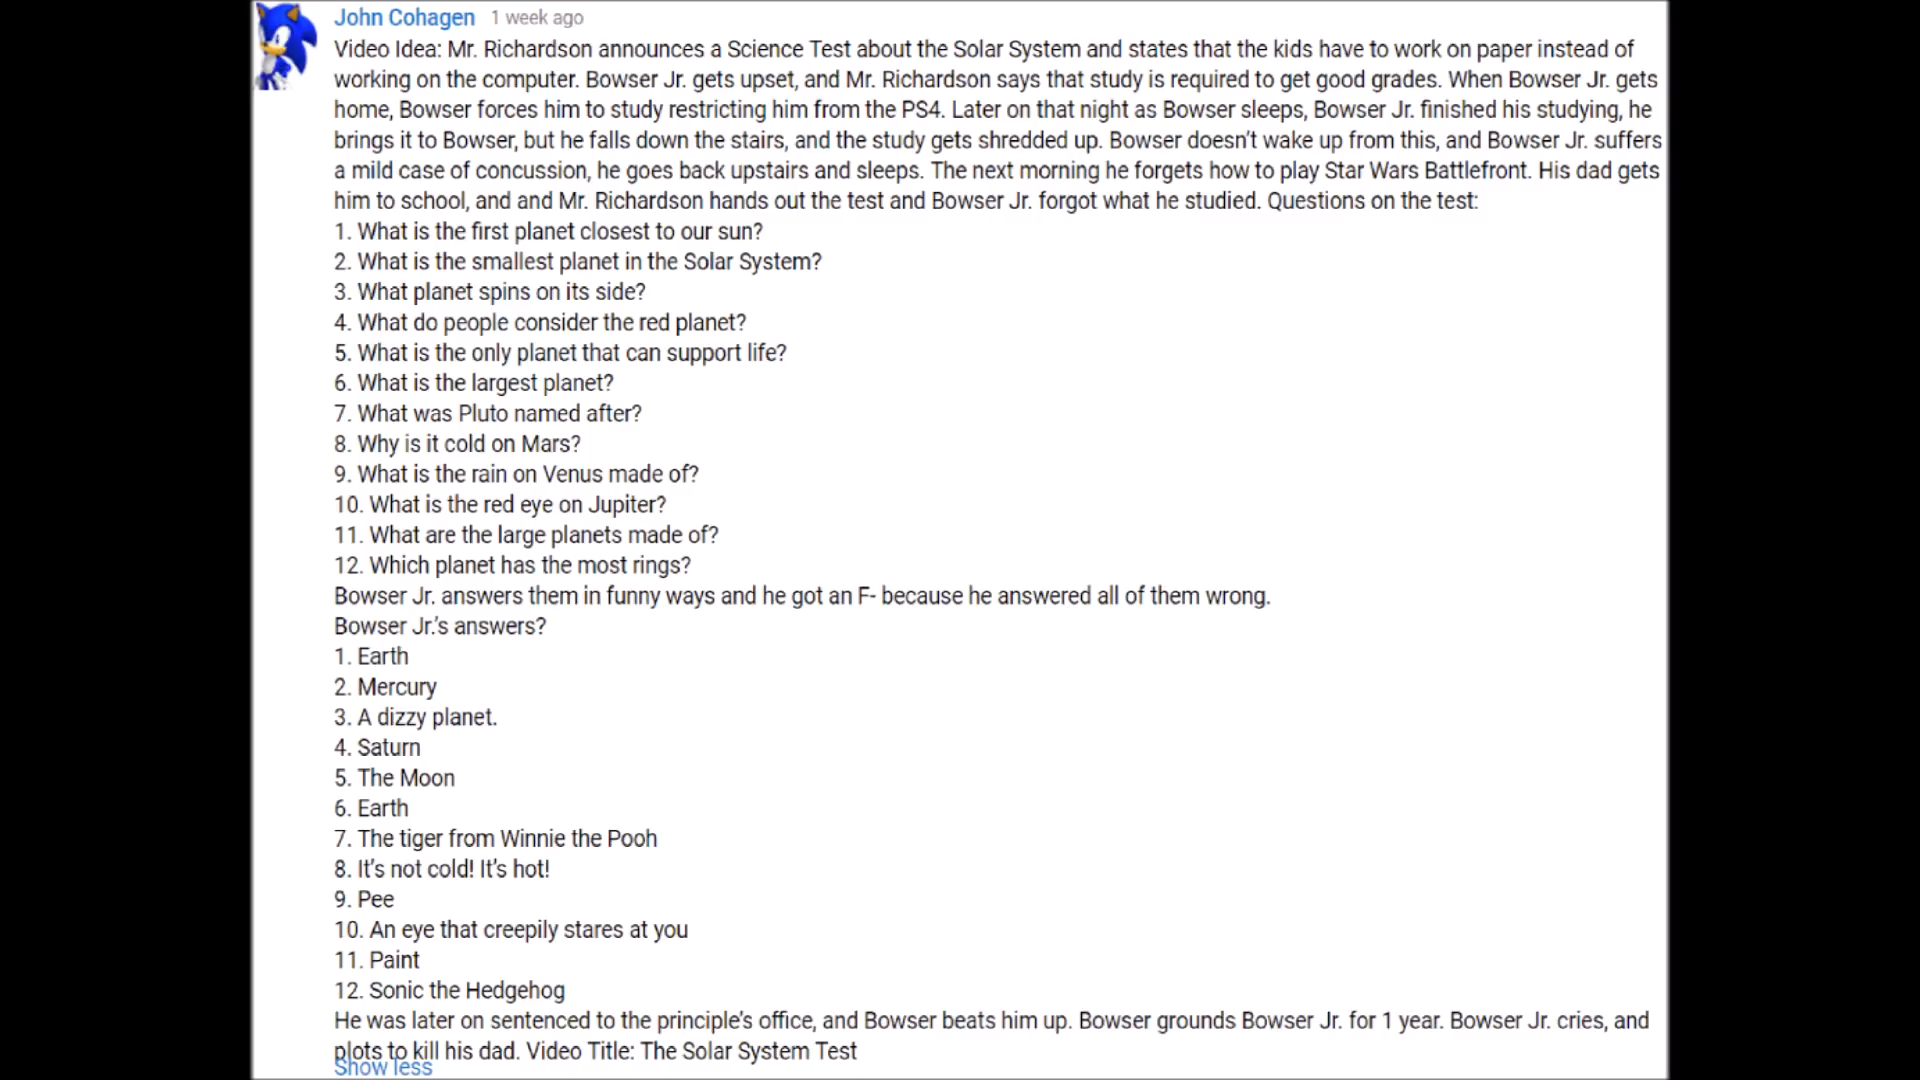 John Cohagen 1 week ago
Video Idea: Mr. Richardson announces a Science Test about the Solar System and states that the kids have to work on paper instead of
working on the computer. Bowser Jr. gets upset, and Mr. Richardson says that study is required to get good grades. When Bowser Jr. gets
home, Bowser forces him to study restricting him from the PS4. Later on that night as Bowser sleeps, Bowser Jr. finished his studying, he
brings it to Bowser, but he falls down the stairs, and the study gets shredded up. Bowser doesn't wake up from this, and Bowser Jr. suffers
a mild case of concussion, he goes back upstairs and sleeps. The next morning he forgets how to play Star Wars Battlefront. His dad gets
him to school, and and Mr. Richardson hands out the test and Bowser Jr. forgot what he studied. Questions on the test:
1. What is the first planet closest to our sun?
2. What is the smallest planet in the Solar System?
3. What planet spins on its side?
4. What do people consider the red planet?
5. What is the only planet that can support life?
6. What is the largest planet?
7. What was Pluto named after?
8. Why is it cold on Mars?
9. What is the rain on Venus made of?
10. What is the red eye on Jupiter?
11. What are the large planets made of?
12. Which planet has the most rings?
Bowser Jr. answers them in funny ways and he got an F- because he answered all of them wrong.
Bowser Jr.'s answers?
1. Earth
2. Mercury
3. A dizzy planet.
4. Saturn
5. The Moon
6. Earth
7. The tiger from Winnie the Pooh
8. It's not cold! It's hot!
9. Pee
10. An eye that creepily stares at you
11. Paint
12. Sonic the Hedgehog
He was later on sentenced to the principle's office, and Bowser beats him up. Bowser grounds Bowser Jr. for 1 year. Bowser Jr. cries, and
plots to kill his dad. Video Title: The Solar System Test
Show less